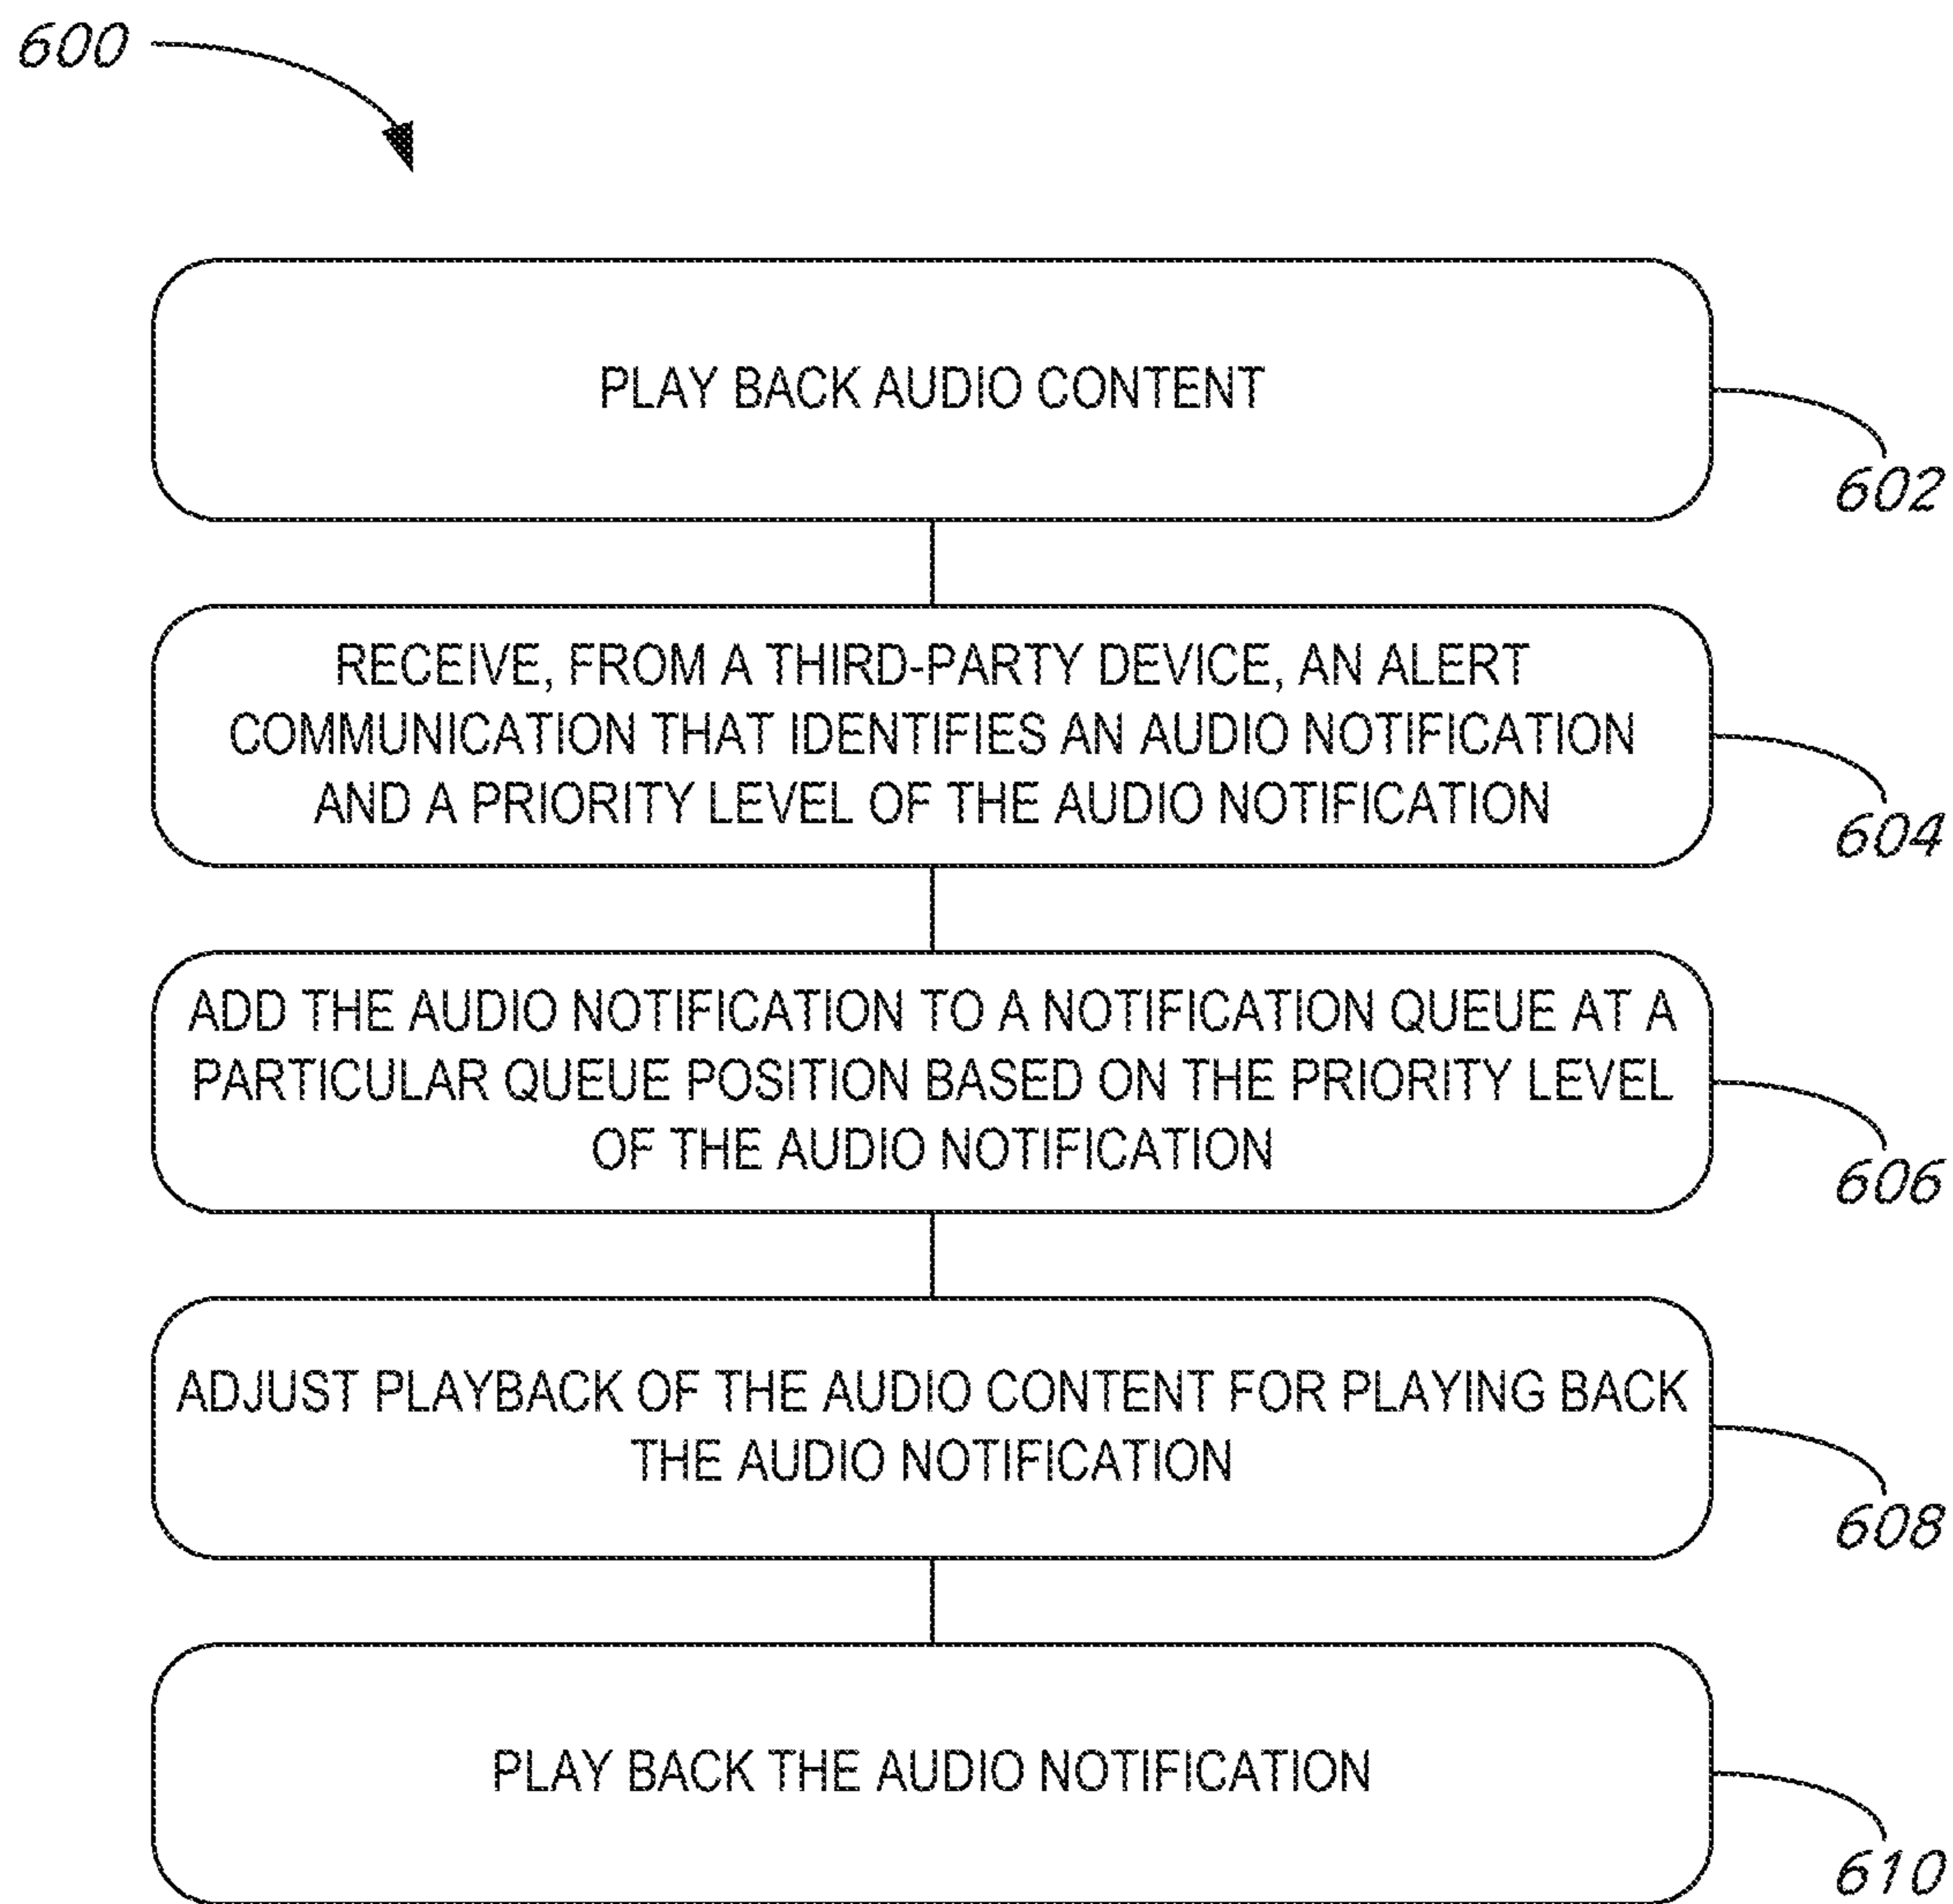 600
PLAY BACK AUDIO CONTENT
602
RECEIVE, FROM A THIRD-PARTY DEVICE, AN ALERT
COMMUNICATION THAT IDENTIFIES AN AUDIO NOTIFICATION
AND A PRIORITY LEVEL OF THE AUDIO NOTIFICATION
604
ADD THE AUDIO NOTIFICATION TO A NOTIFICATION QUEUE AT A
PARTICULAR QUEUE POSITION BASED ON THE PRIORITY LEVEL
OF THE AUDIO NOTIFICATION
606
ADJUST PLAYBACK OF THE AUDIO CONTENT FOR PLAYING BACK
THE AUDIO NOTIFICATION
608
PLAY BACK THE AUDIO NOTIFICATION
610